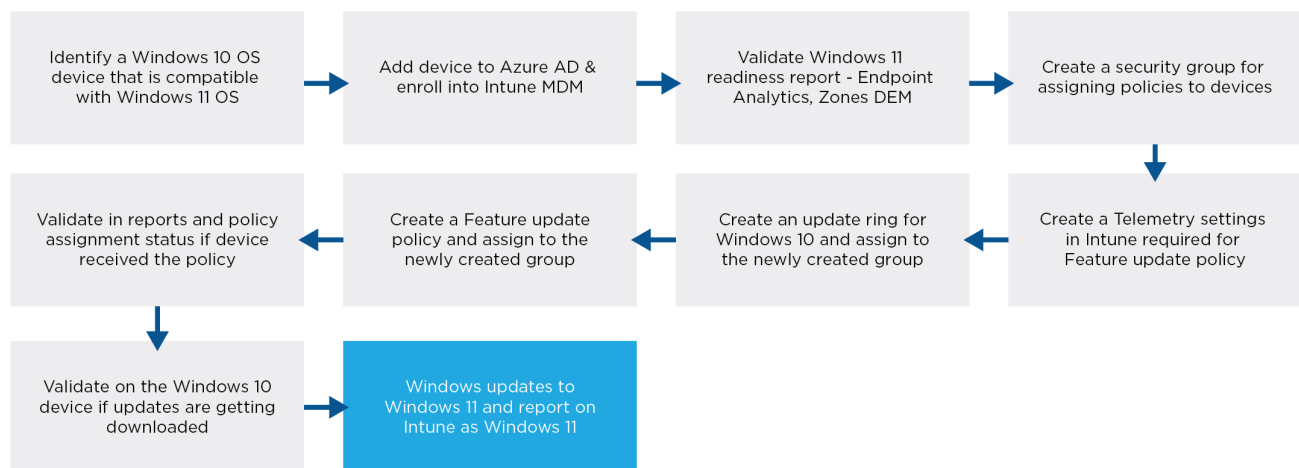 Identify a Windows 10 OS
device that is compatible
with Windows 11 OS
Add device to Azure AD &
enroll into Intune MDM
Validate Windows 11
readiness report - Endpoint
Analytics, Zones DEM
Create a security group for
assigning policies to devices
Create a Telemetry settings
in Intune required for
Feature update policy
Create an update ring for
Windows 10 and assign to
the newly created group
Create a Feature update
policy and assign to the
newly created group
Validate in reports and policy
assignment status if device
received the policy
Validate on the Windows 10
device if updates are getting
downloaded
Windows updates to
Windows 11 and report on
Intune as Windows 11